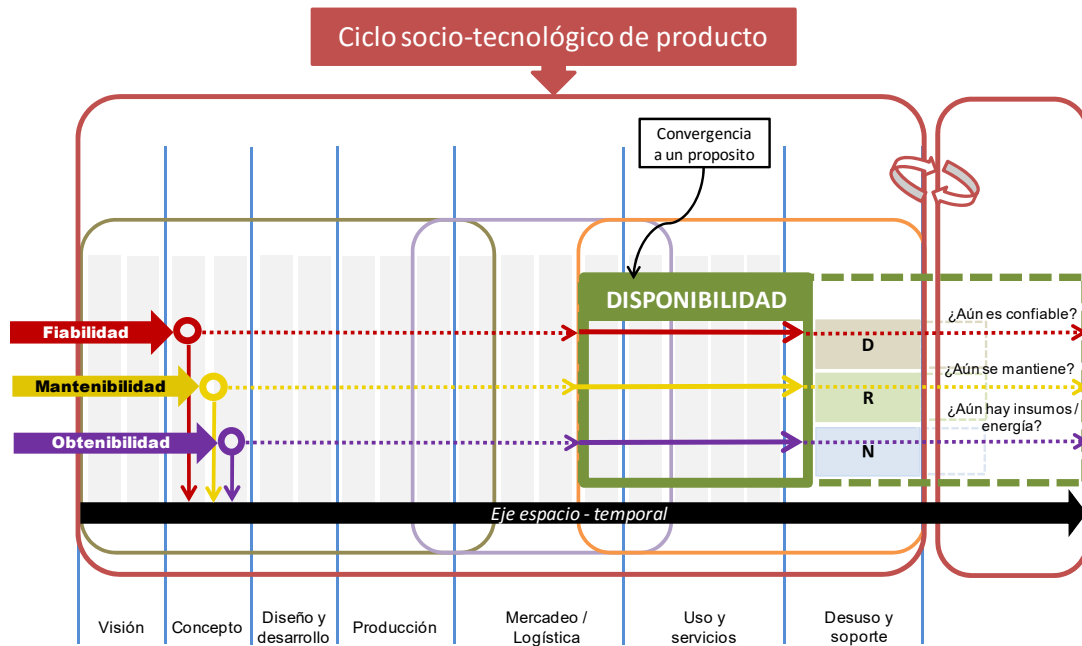 Ciclo socio-tecnológico de producto
Convergencia
a un proposito
DISPONIBILIDAD
¿Aún es confiable?
Fiabilidad
D
¿Aún se mantiene?
Mantenibilidad
R
¿Aún hay insumos /
energía?
Obtenibilidad
N
Eje espacio - temporal
Visión
Concepto
Diseño y
desarrollo
Producción
Mercadeo /
Logística
Uso y
servicios
Desuso y
soporte